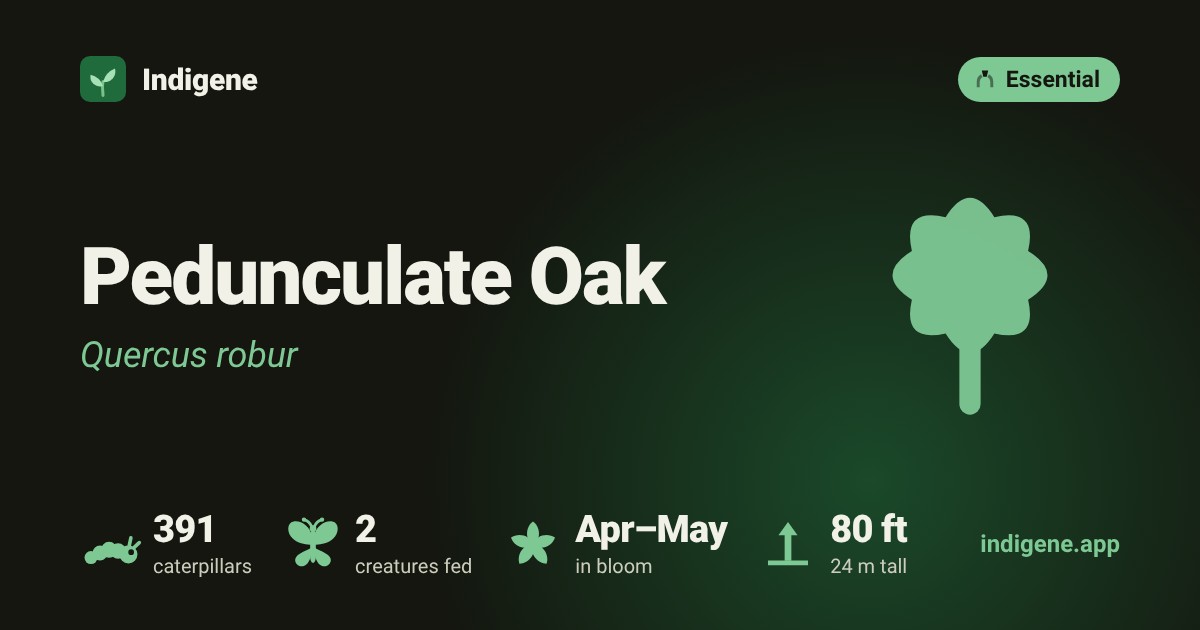 Indigene
Essential
Pedunculate Oak
Quercus robur
391
caterpillars
2
creatures fed
Apr–May
in bloom
80 ft
24 m tall
indigene.app